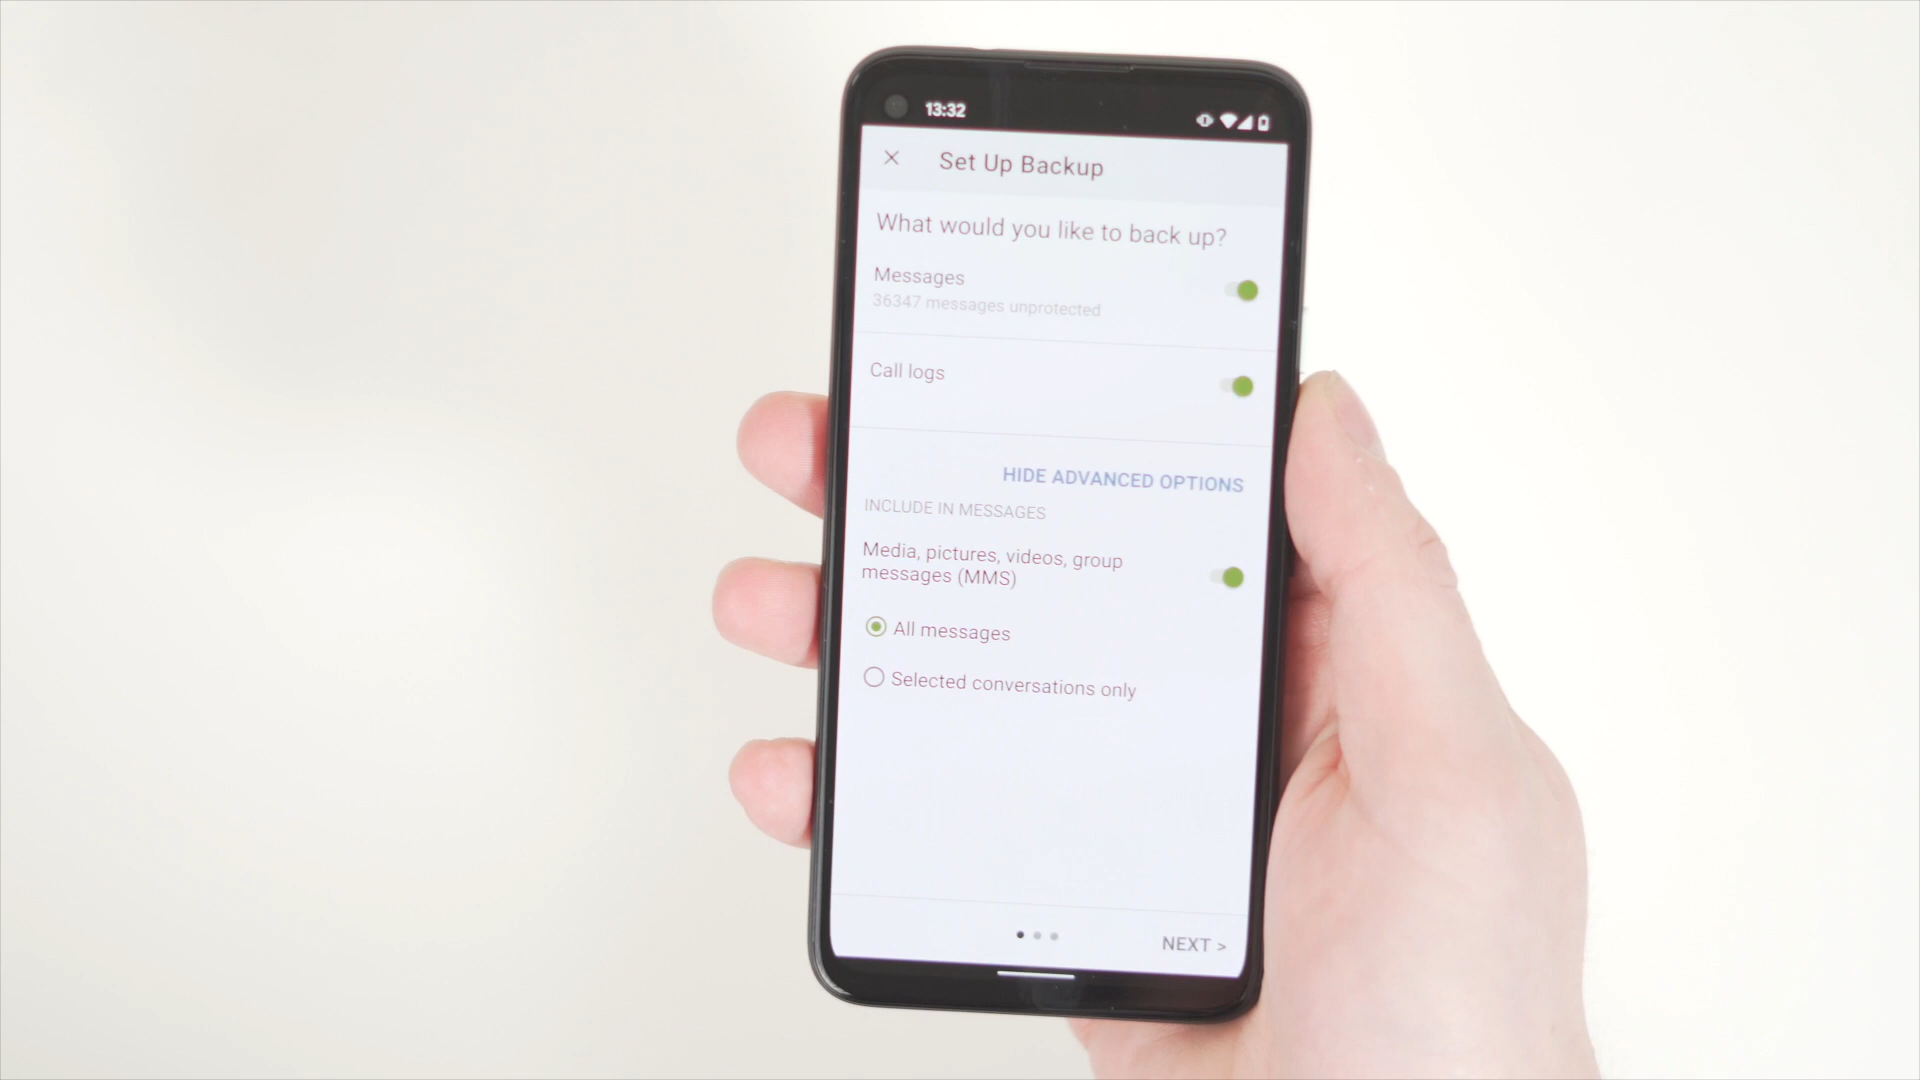 13:32
Set Up Backup
What would you like to back up?
Messages
36347 messages unprotected
Call logs
HIDE ADVANCED OPTIONS
INCLUDE IN MESSAGES
Media, pictures, videos, group
messages (MMS)
All messages
Selected conversations only
NEXT >